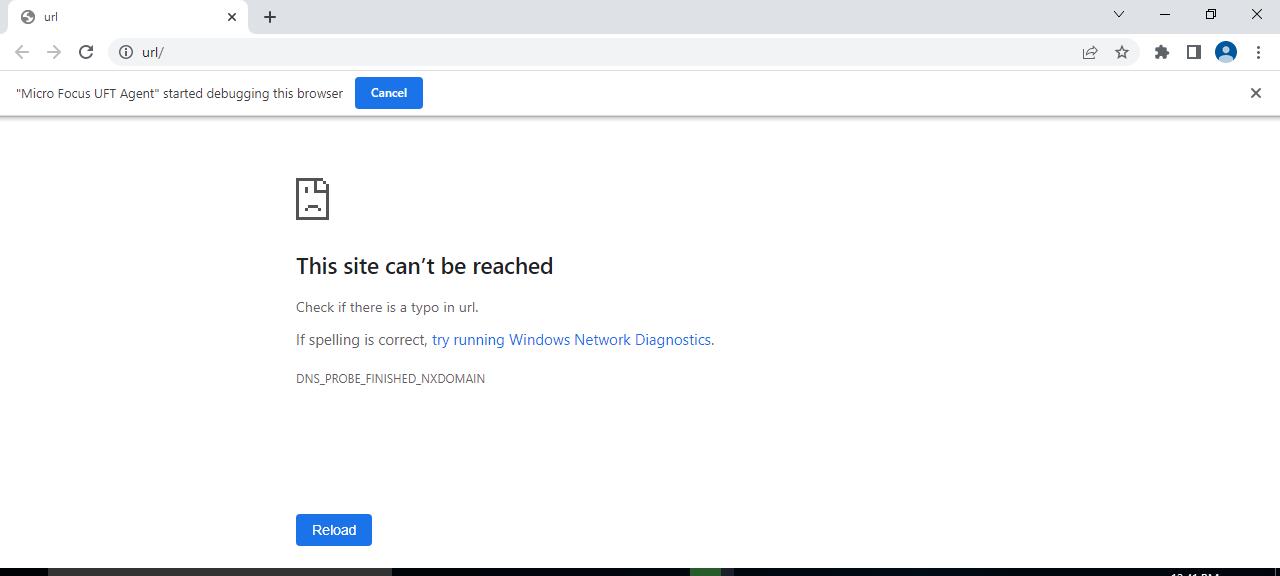 url
url/
"Micro Focus UFT Agent" started debugging this browser
Cancel
This site can’t be reached
Check if there is a typo in url.
If spelling is correct, try running Windows Network Diagnostics.
DNS_PROBE_FINISHED_NXDOMAIN
Reload